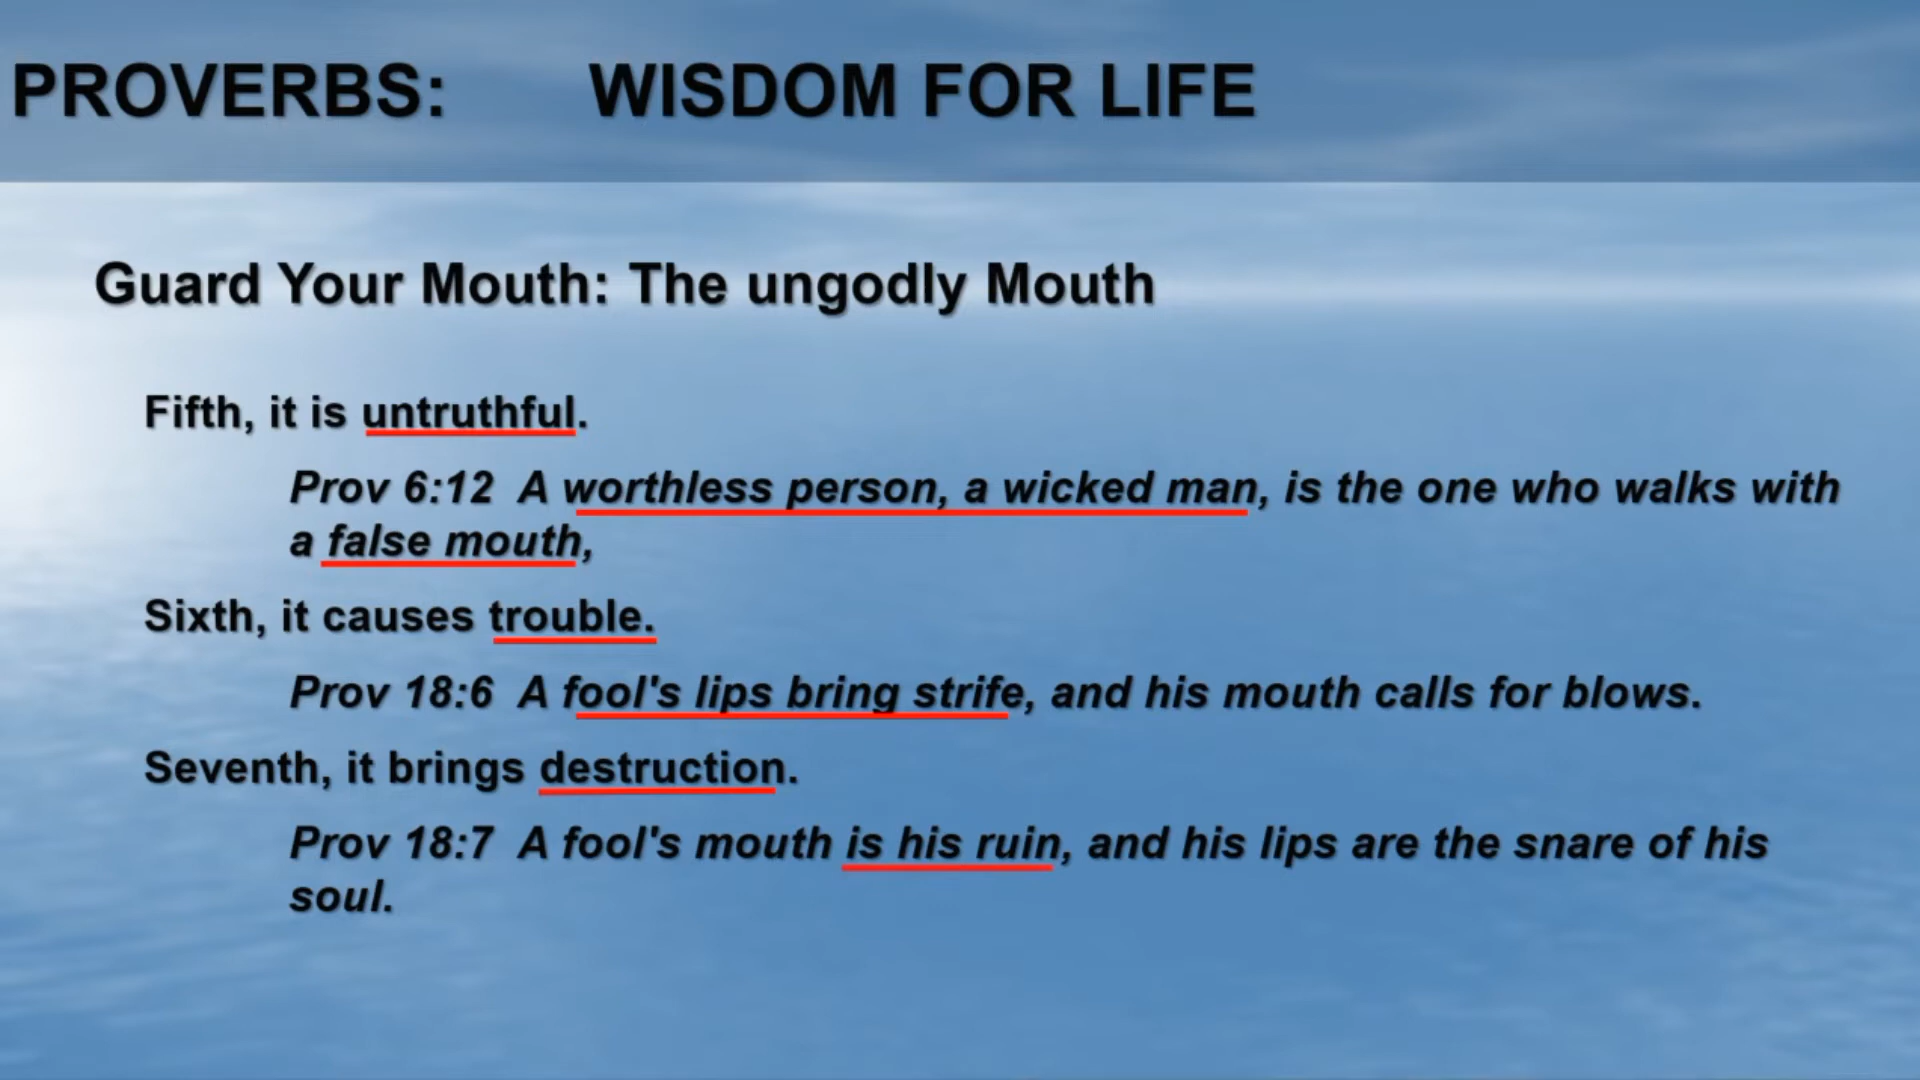 PROVERBS: WISDOM FOR LIFE
Guard Your Mouth: The ungodly Mouth
Fifth, it is untruthful.
Prov 6:12 A worthless person, a wicked man, is the one who walks with
a false mouth,
Sixth, it causes trouble.
Prov 18:6 A fool's lips bring strife, and his mouth calls for blows.
Seventh, it brings destruction.
Prov 18:7 A fool's mouth is his ruin, and his lips are the snare of his
soul.